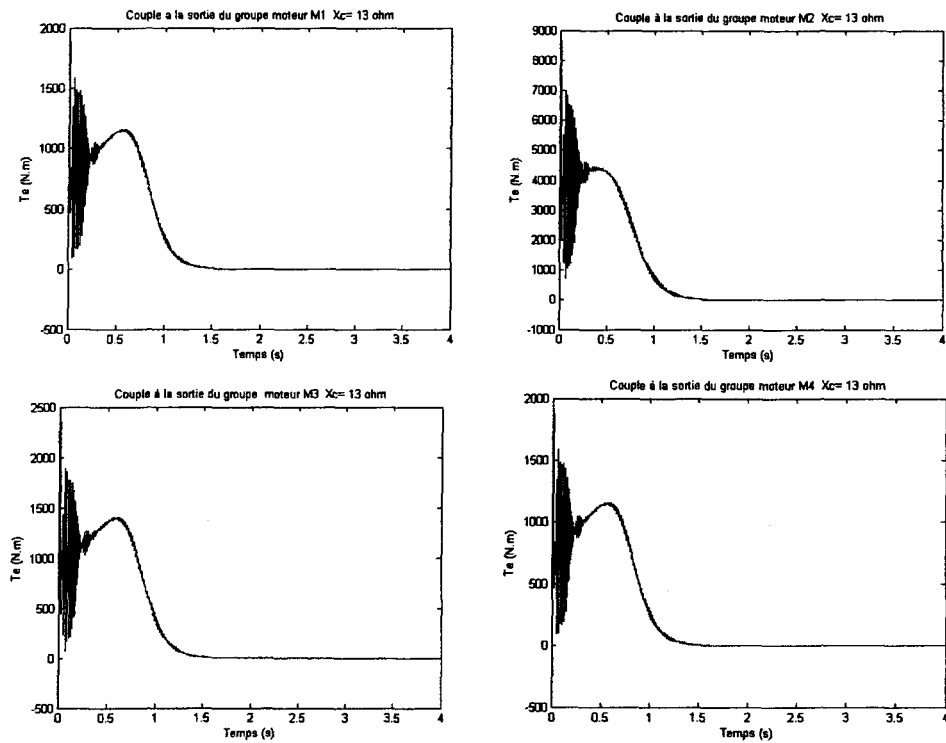 Couple a la sortie du groupe moteur M1 Xc= 13 ohm
2000
1500
1000
500
0
-500
Te (N.m)
0 0.5 1 1.5 2 2.5 3 3.5 4
Temps (s)
Couple à la sortie du groupe moteur M2 Xc= 13 ohm
9000
8000
7000
6000
5000
4000
3000
2000
1000
0
-1000
Te (N.m)
0 0.5 1 1.5 2 2.5 3 3.5 4
Temps (s)
Couple à la sortie du groupe moteur M3 Xc= 13 ohm
2500
2000
1500
1000
500
0
-500
Te (N.m)
0 0.5 1 1.5 2 2.5 3 3.5 4
Temps (s)
Couple à la sortie du groupe moteur M4 Xc= 13 ohm
2000
1500
1000
500
0
-500
Te (N.m)
0 0.5 1 1.5 2 2.5 3 3.5 4
Temps (s)